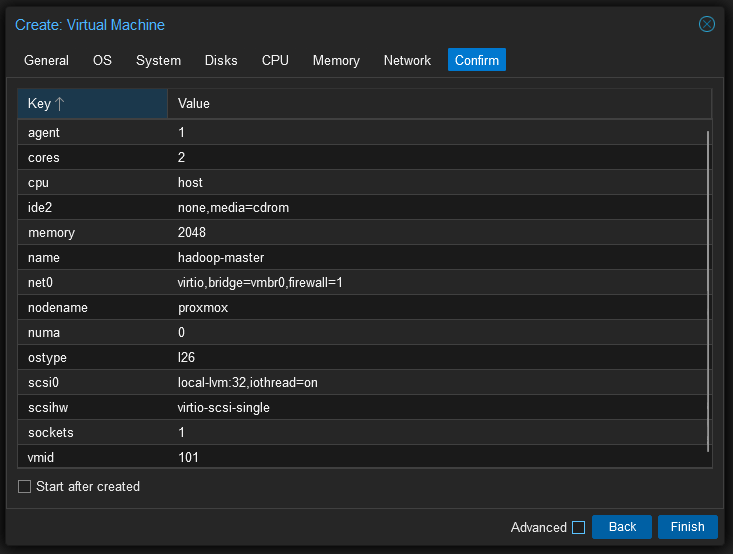 Create: Virtual Machine
General OS System Disks CPU Memory Network Confirm
Key ↑ Value
agent 1
cores 2
cpu host
ide2 none,media=cdrom
memory 2048
name hadoop-master
net0 virtio,bridge=vmbr0,firewall=1
nodename proxmox
numa 0
ostype l26
scsi0 local-lvm:32,iothread=on
scsihw virtio-scsi-single
sockets 1
vmid 101
Start after created
Advanced Back Finish